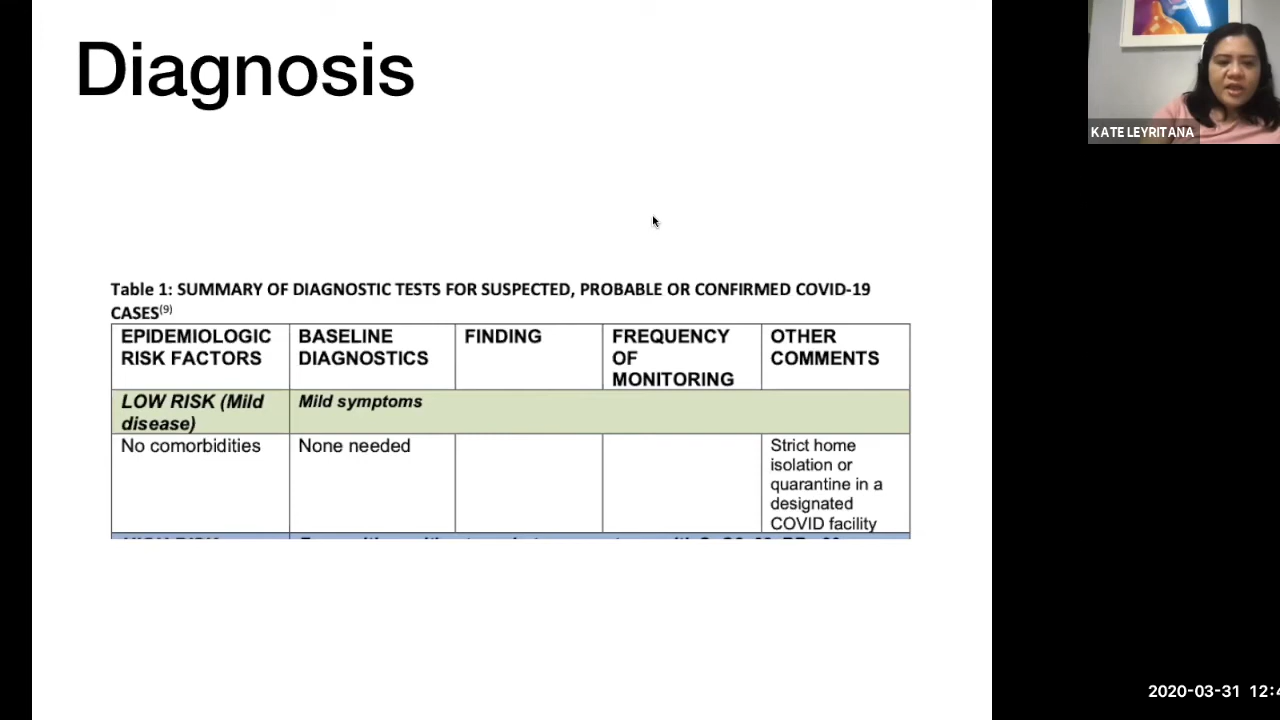 Diagnosis
KATE LEYRITANA
Table 1: SUMMARY OF DIAGNOSTIC TESTS FOR SUSPECTED, PROBABLE OR CONFIRMED COVID-19
CASES(9)
EPIDEMIOLOGIC
RISK FACTORS
BASELINE
DIAGNOSTICS
FINDING
FREQUENCY
OF
MONITORING
OTHER
COMMENTS
LOW RISK (Mild
disease)
Mild symptoms
No comorbidities
None needed
Strict home
isolation or
quarantine in a
designated
COVID facility
2020-03-31